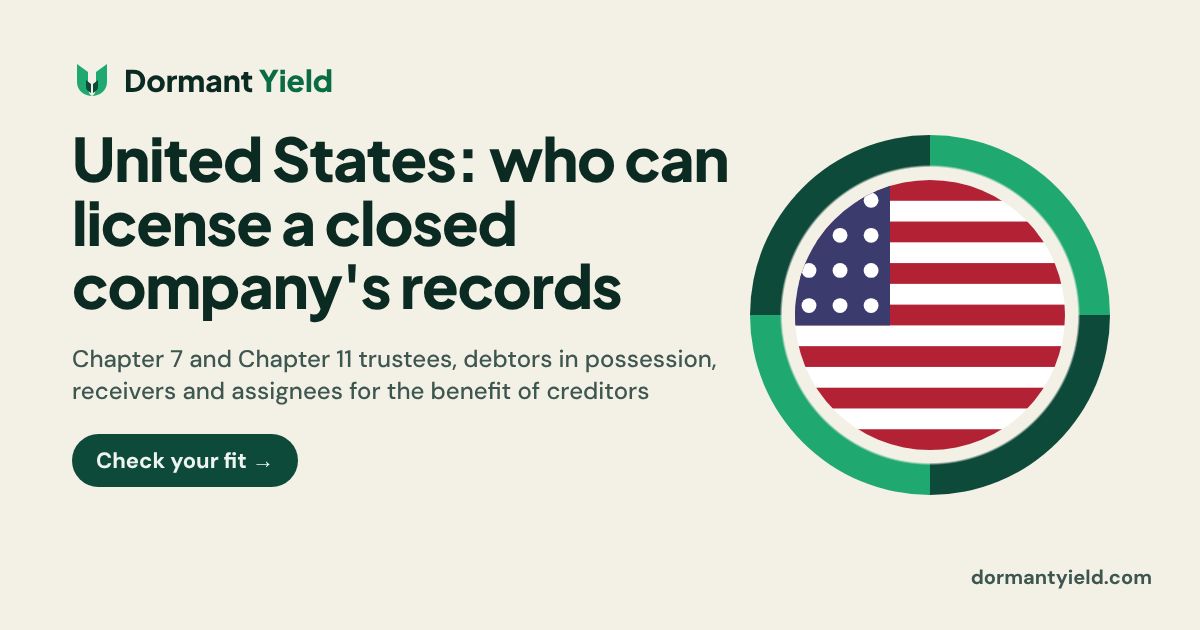 Dormant Yield
United States: who can
license a closed
company's records
Chapter 7 and Chapter 11 trustees, debtors in possession,
receivers and assignees for the benefit of creditors
Check your fit →
dormantyield.com